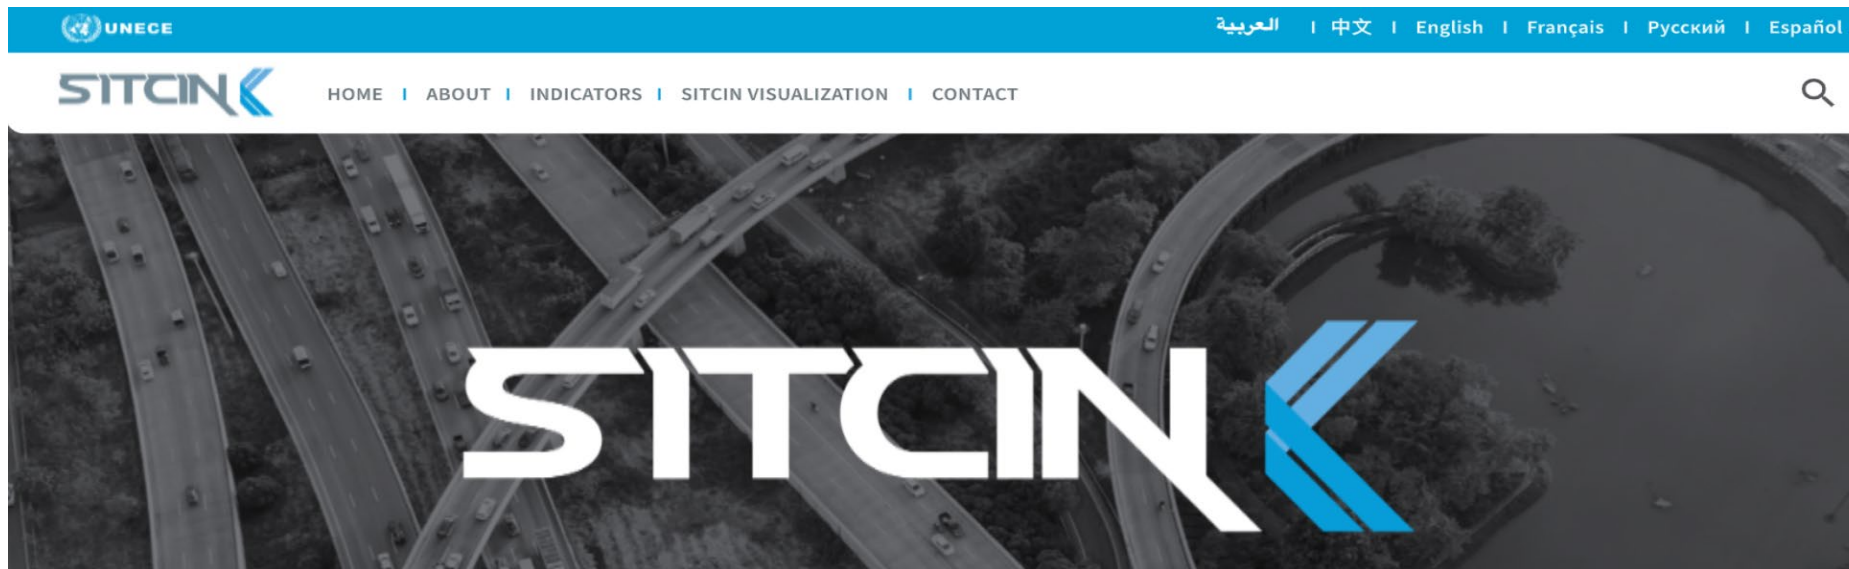 UNECE
العربية | 中文 | English | Français | Русский | Español
SITCIN
HOME | ABOUT | INDICATORS | SITCIN VISUALIZATION | CONTACT
SITCIN